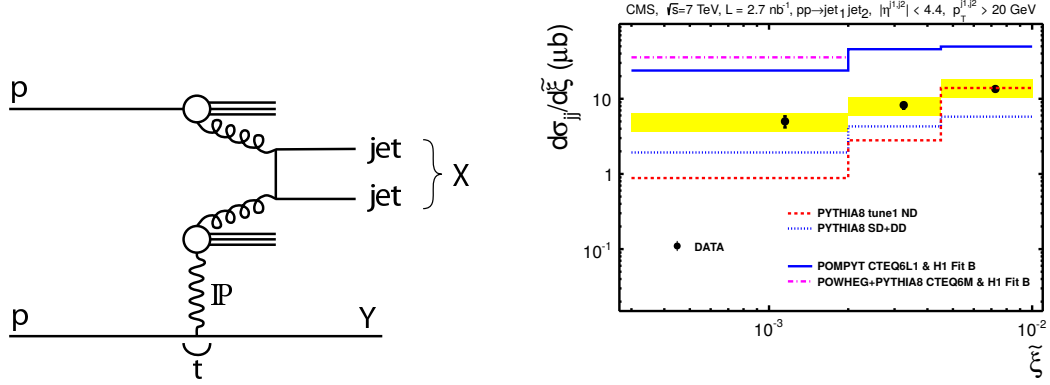 p
jet
jet
X
IP
p
Y
t
CMS, √s=7 TeV, L = 2.7 nb⁻¹, pp→jet₁jet₂, |η^{j1,j2}| < 4.4, p_T^{j1,j2} > 20 GeV
dσ_jj/dξ̃ (μb)
10
1
10⁻¹
PYTHIA8 tune1 ND
PYTHIA8 SD+DD
DATA
POMPYT CTEQ6L1 & H1 Fit B
POWHEG+PYTHIA8 CTEQ6M & H1 Fit B
10⁻³
10⁻²
ξ̃